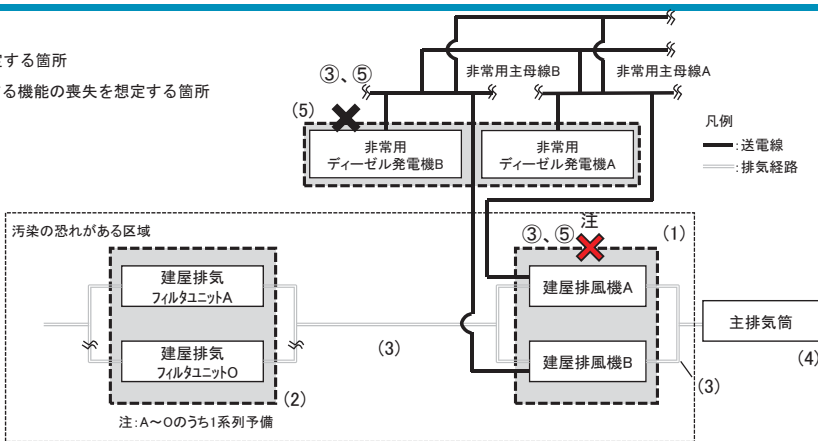 定する箇所
する機能の喪失を想定する箇所
③、⑤
(5)
非常用主母線B
非常用主母線A
非常用
ディーゼル発電機B
非常用
ディーゼル発電機A
凡例
:送電線
:排気経路
汚染の恐れがある区域
③、⑤
注
(1)
建屋排気
フィルタユニットA
建屋排気
フィルタユニットO
(2)
注:A～Oのうち1系列予備
(3)
建屋排風機A
建屋排風機B
主排気筒
(4)
(3)